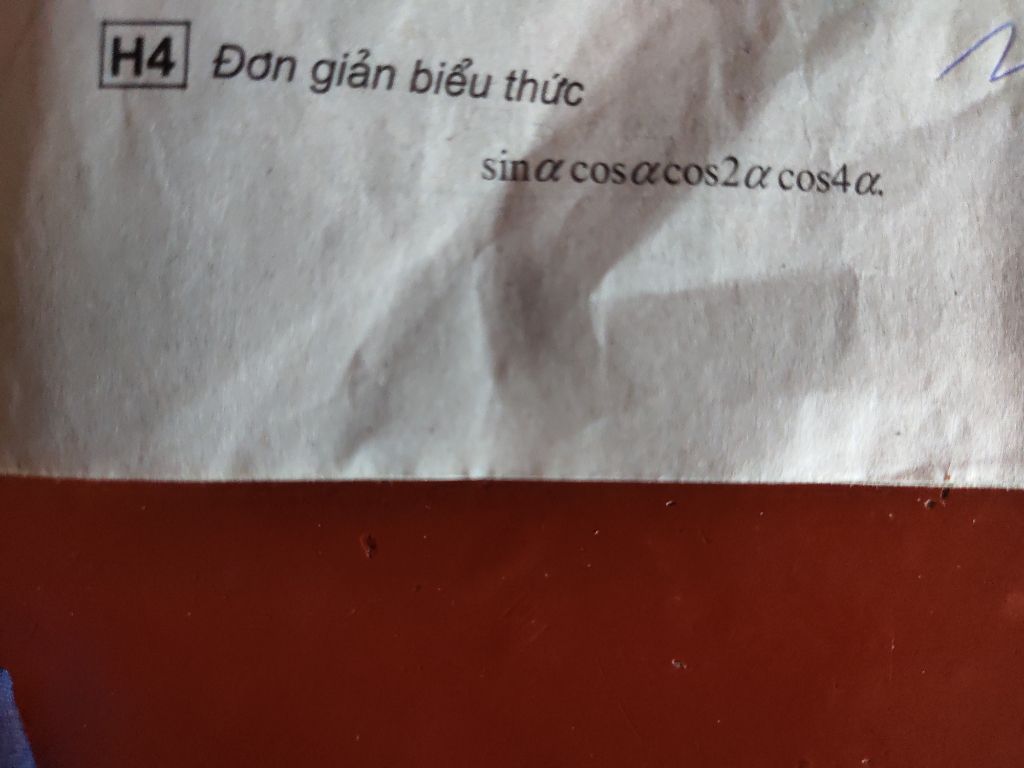 H4 Đơn giản biểu thức
sinα cosα cos2α cos4α.